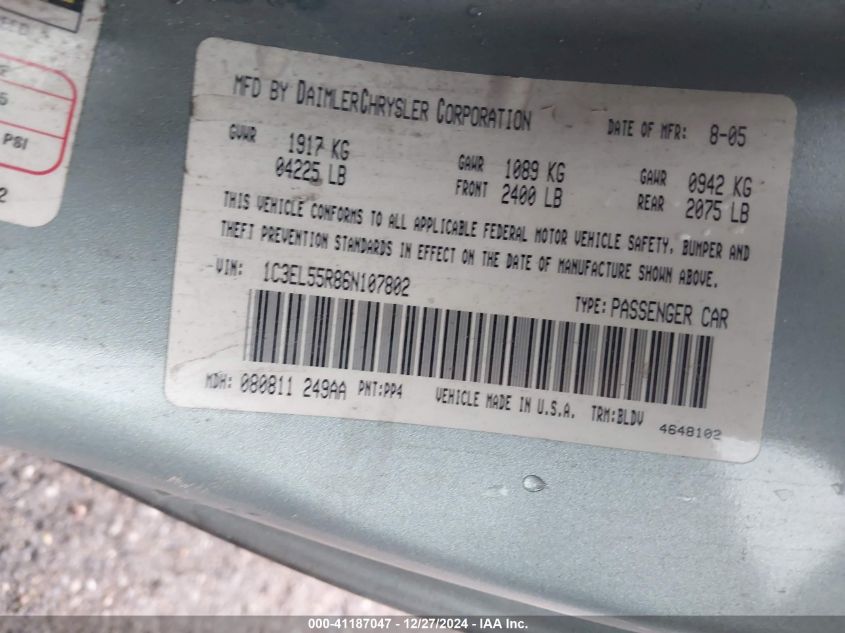 PSI
MFD BY DAIMLERCHRYSLER CORPORATION
DATE OF MFR: 8-05
GVWR 1917 KG
04225 LB
GAWR 1089 KG
FRONT 2400 LB
GAWR 0942 KG
REAR 2075 LB
THIS VEHICLE CONFORMS TO ALL APPLICABLE FEDERAL MOTOR VEHICLE SAFETY, BUMPER AND
THEFT PREVENTION STANDARDS IN EFFECT ON THE DATE OF MANUFACTURE SHOWN ABOVE.
VIN: 1C3EL55R86N107802
TYPE: PASSENGER CAR
MDH: 080811 249AA PNT:PP4 VEHICLE MADE IN U.S.A. TRM:BLDV 4648102
000-41187047 - 12/27/2024 - IAA Inc.